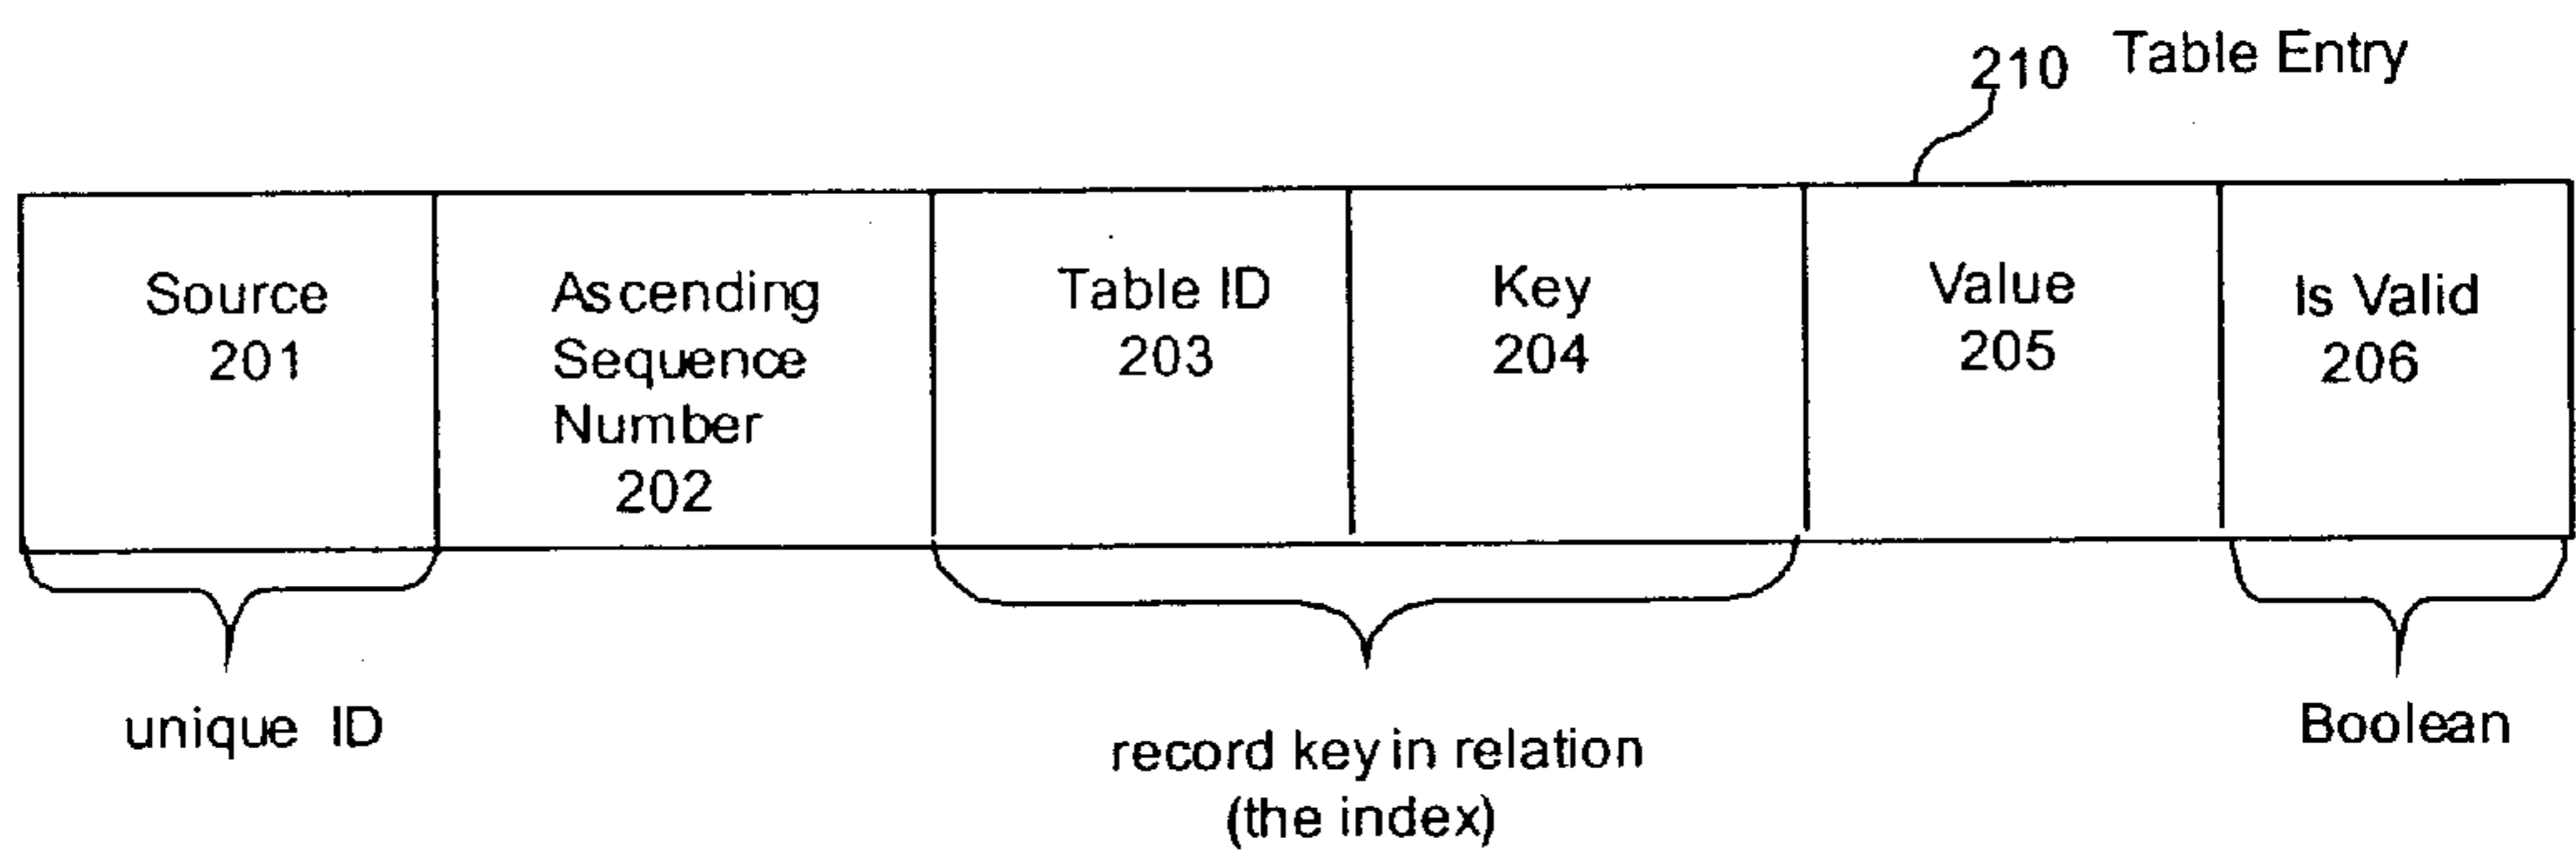 210 Table Entry
Source
201
Ascending
Sequence
Number
202
Table ID
203
Key
204
Value
205
Is Valid
206
unique ID
record key in relation
(the index)
Boolean